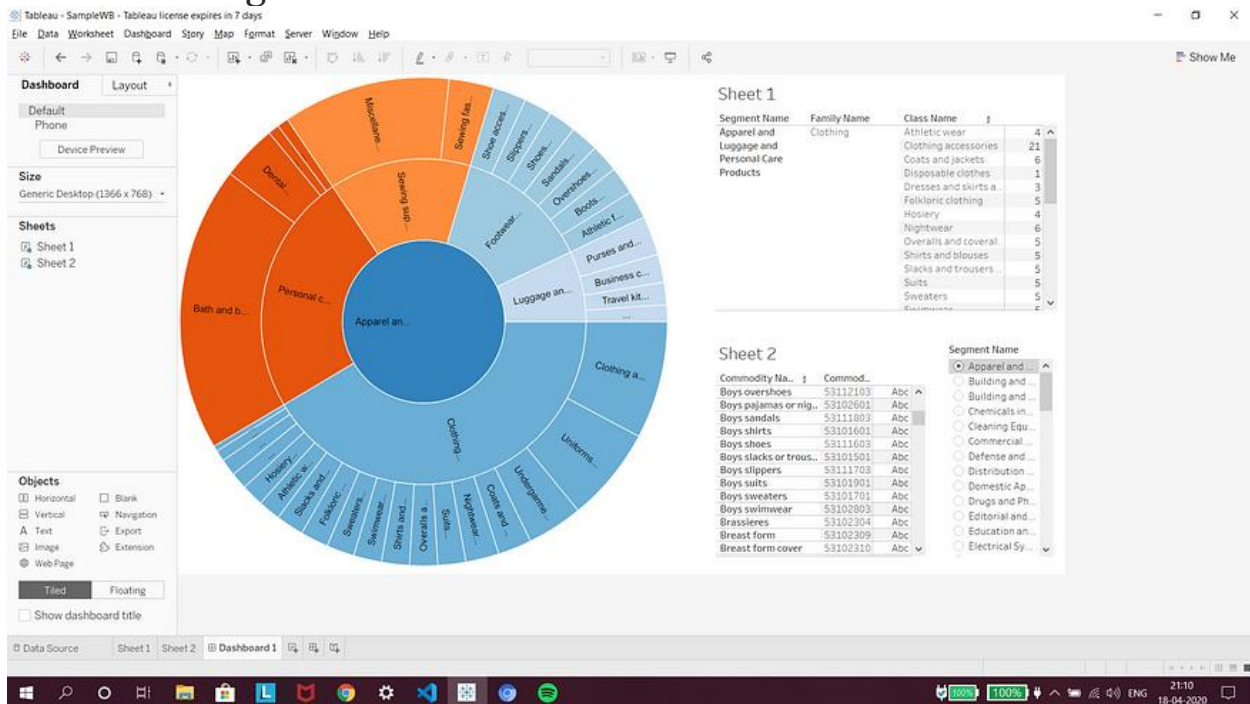 Tableau - SampleWB - Tableau license expires in 7 days
File Data Worksheet Dashboard Story Map Format Server Window Help
Show Me
Dashboard Layout
Default
Phone
Device Preview
Size
Generic Desktop (1366 x 768)
Sheets
Sheet 1
Sheet 2
Objects
Horizontal Blank
Vertical Navigation
A Text Export
Image Extension
Web Page
Tiled Floating
Show dashboard title
Apparel an...
Personal c...
Sewing sup...
Footwear...
Luggage an...
Clothing...
Bath and b...
Dental...
Miscellane...
Sewing fas...
Shoe acces...
Slippers...
Shoes...
Sandals...
Overshoes...
Boots...
Athletic f...
Purses and...
Business c...
Travel kit...
...
Clothing a...
Uniforms...
Undergarme...
Coats and...
Nightwear...
Suits...
Overalls a...
Shirts and...
Swimwear...
Sweaters...
Folkloric...
Slacks and...
Athletic w...
Hosiery...
Sheet 1
Segment Name Family Name Class Name
Apparel and Clothing Athletic wear 4
Luggage and Clothing accessories 21
Personal Care Coats and jackets 6
Products Disposable clothes 1
Dresses and skirts a.. 3
Folkloric clothing 5
Hosiery 4
Nightwear 6
Overalls and coveral.. 5
Shirts and blouses 5
Slacks and trousers .. 5
Suits 5
Sweaters 5
Sheet 2
Commodity Na.. Commod..
Boys overshoes 53112103 Abc
Boys pajamas or nig.. 53102601 Abc
Boys sandals 53111803 Abc
Boys shirts 53101601 Abc
Boys shoes 53111603 Abc
Boys slacks or trous.. 53101501 Abc
Boys slippers 53111703 Abc
Boys suits 53101901 Abc
Boys sweaters 53101701 Abc
Boys swimwear 53102803 Abc
Brassieres 53102304 Abc
Breast form 53102309 Abc
Breast form cover 53102310 Abc
Segment Name
Apparel and ...
Building and ...
Building and ...
Chemicals in...
Cleaning Equ...
Commercial ...
Defense and ...
Distribution ...
Domestic Ap...
Drugs and Ph...
Editorial and...
Education an...
Electrical Sy...
Data Source Sheet 1 Sheet 2 Dashboard 1
100% 100% ENG 21:10
18-04-2020